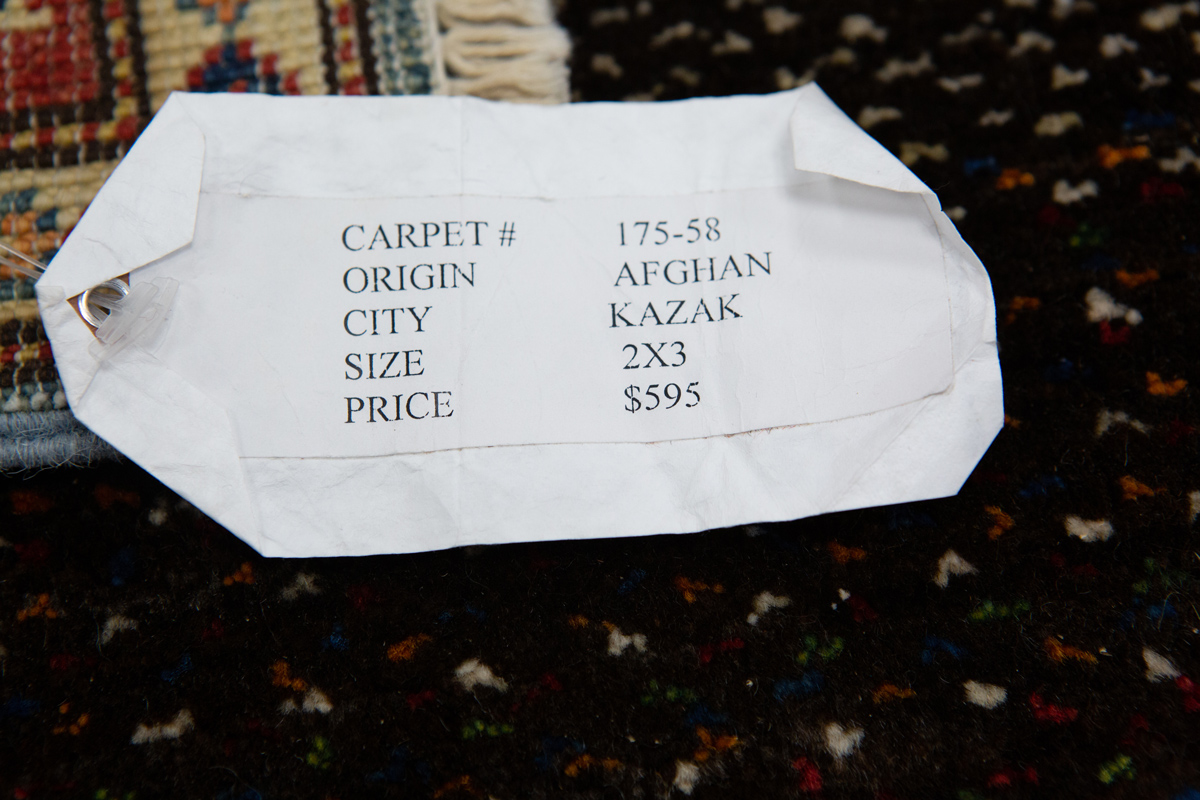 CARPET # 175-58
ORIGIN AFGHAN
CITY KAZAK
SIZE 2X3
PRICE $595